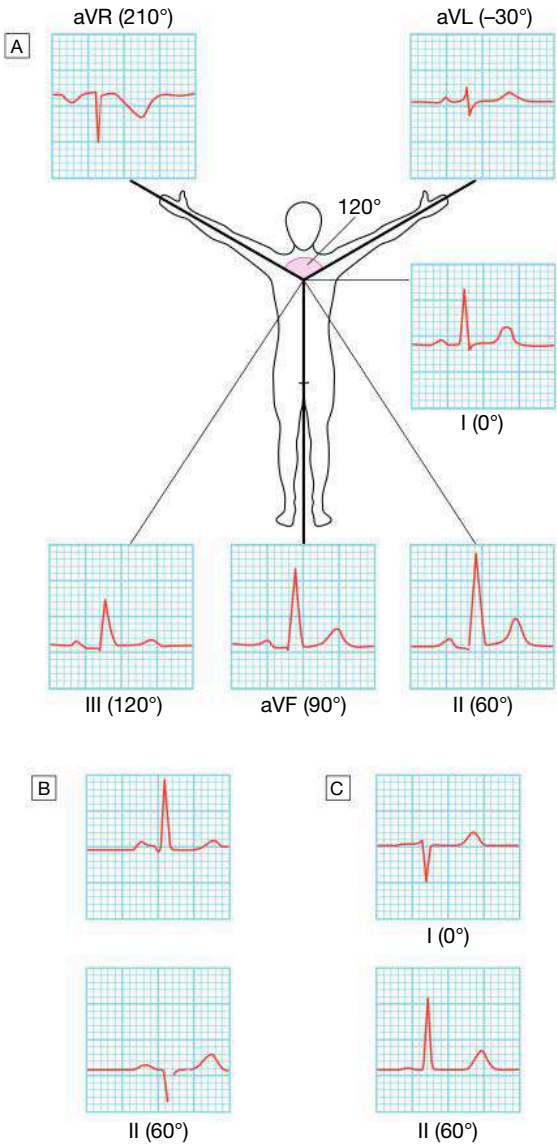 aVR (210°)
aVL (–30°)
A
120°
I (0°)
III (120°)
aVF (90°)
II (60°)
B
C
I (0°)
II (60°)
II (60°)